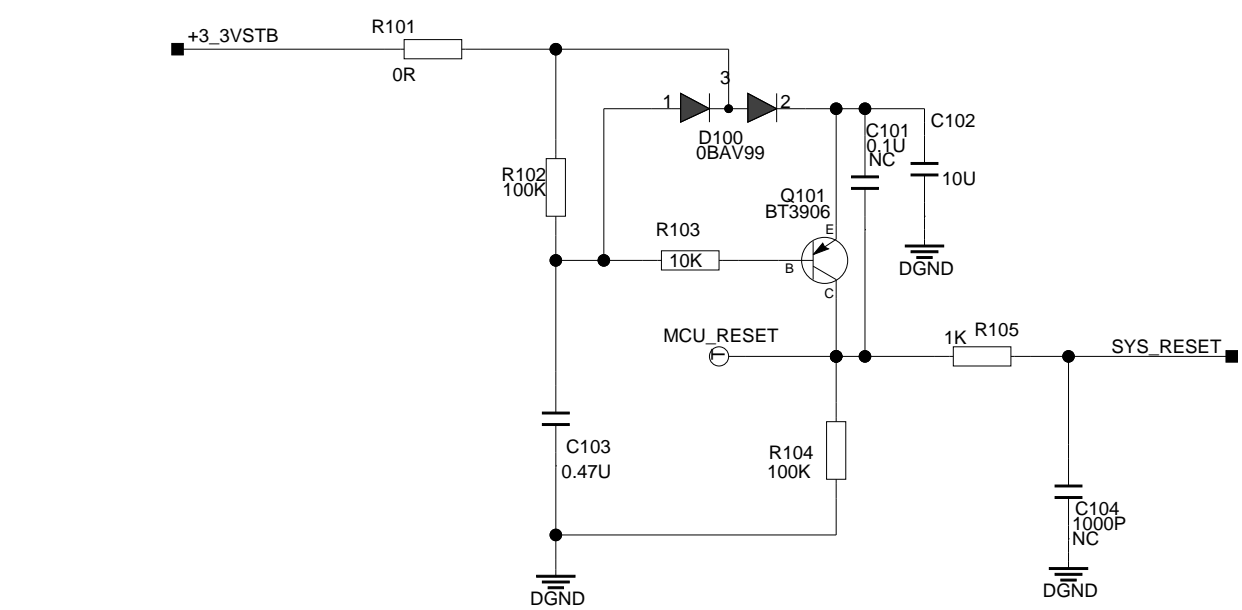 R101
+3_3VSTB
0R
3
1
2
D100
0BAV99
C101
0.1U
NC
C102
10U
R102
100K
Q101
BT3906
E
R103
10K
B
C
DGND
MCU_RESET
T
1K
R105
SYS_RESET
C103
0.47U
R104
100K
C104
1000P
NC
DGND
DGND